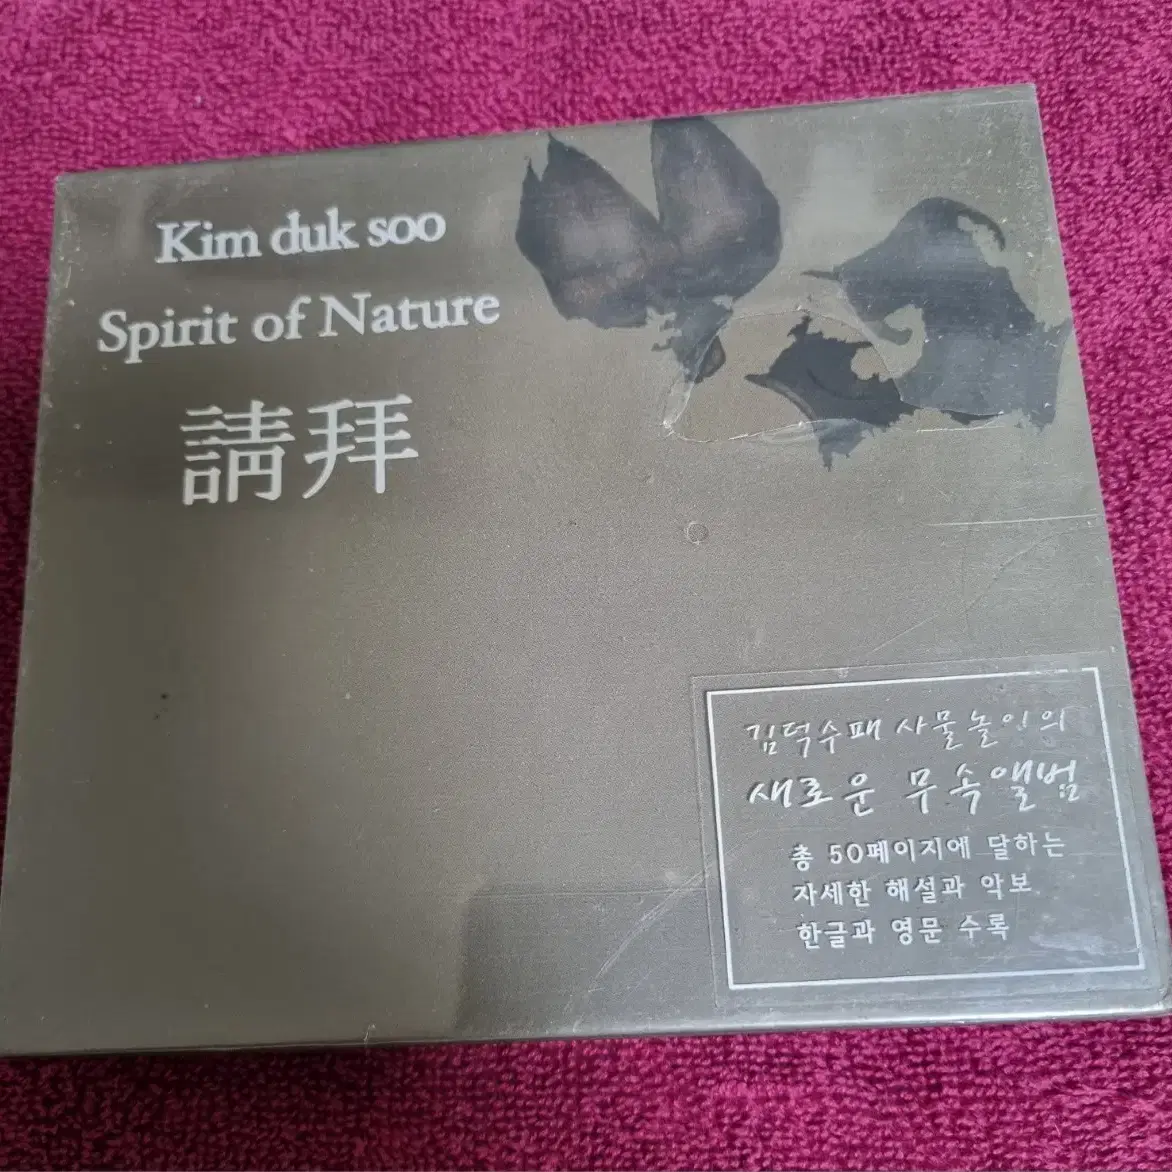 Kim duk soo
Spirit of Nature
請拜
김덕수패 사물놀이의
새로운 무속앨범
총 50페이지에 달하는
자세한 해설과 악보
한글과 영문 수록